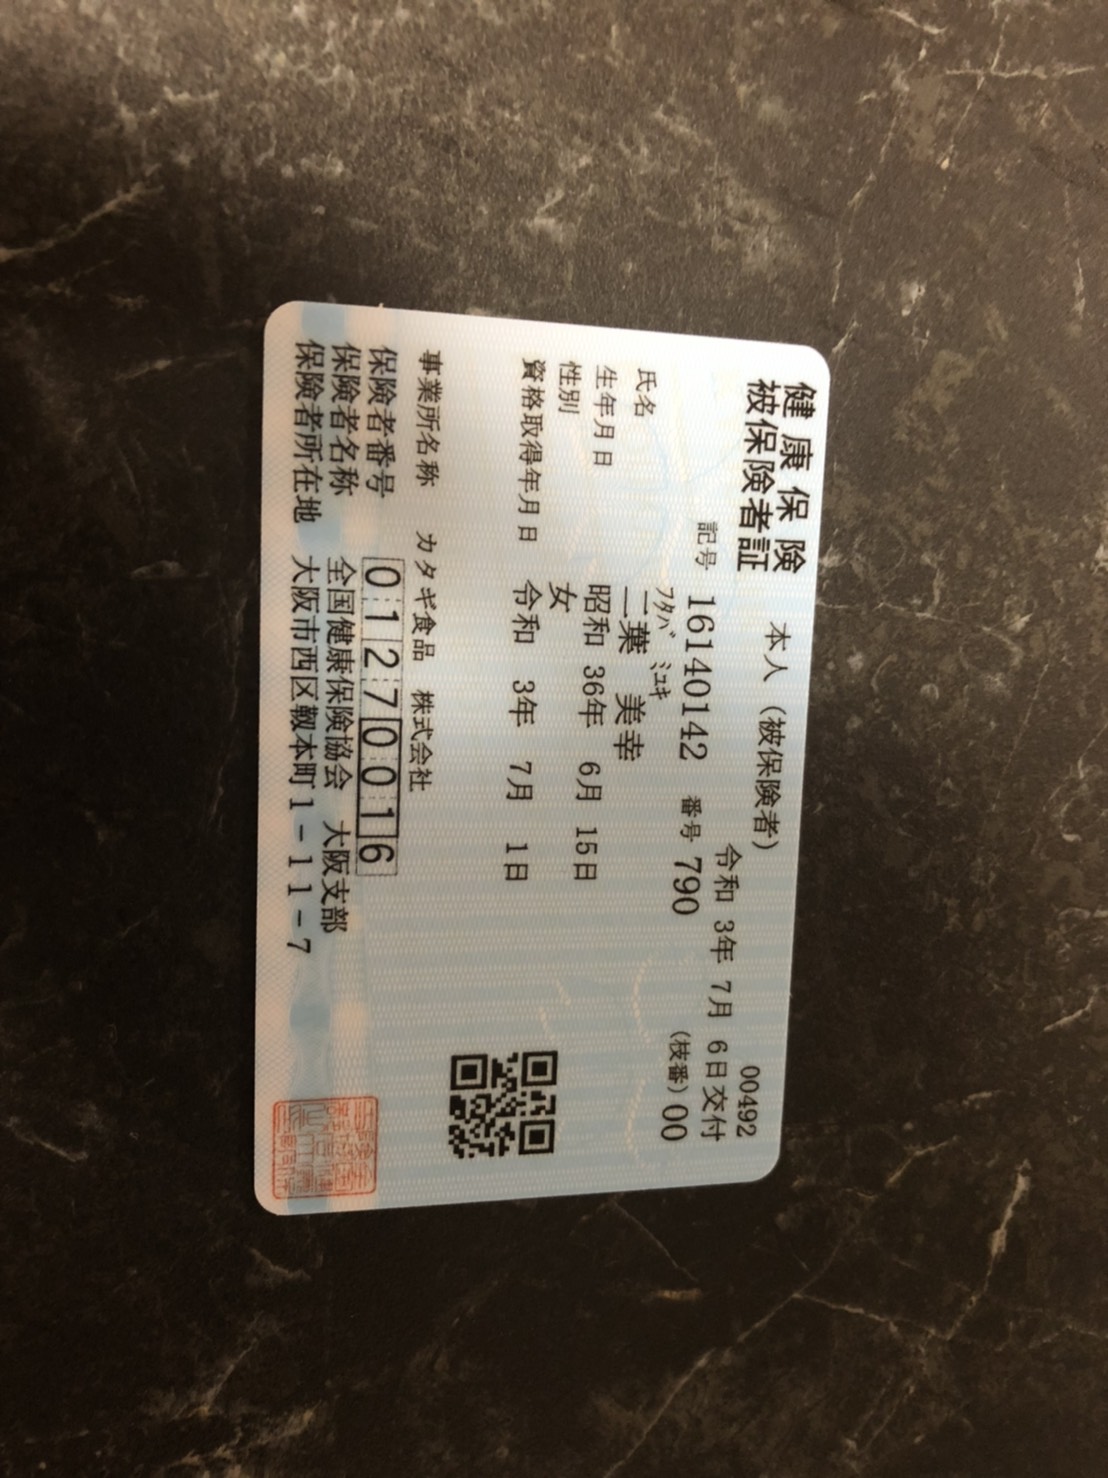 健康保険 本人（被保険者） 00492
被保険者証 令和 3年 7月 6日交付
記号 16140142 番号 790 (枝番) 00
フタバ ミユキ
氏名 二葉 美幸
生年月日 昭和 36年 6月 15日
性別 女
資格取得年月日 令和 3年 7月 1日
事業所名称 カタギ食品 株式会社
保険者番号 01270016
保険者名称 全国健康保険協会 大阪支部
保険者所在地 大阪市西区靱本町1-11-7